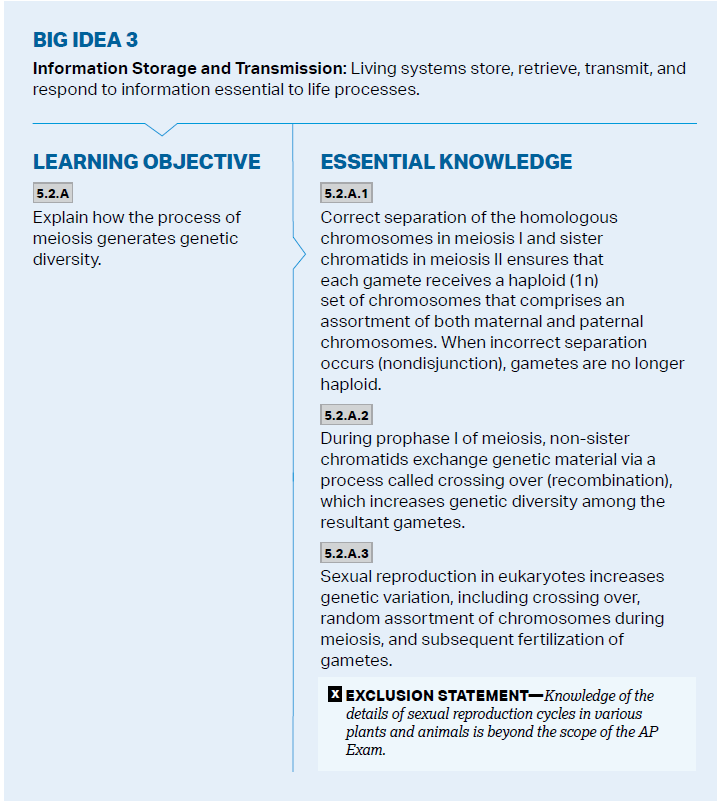 BIG IDEA 3
Information Storage and Transmission: Living systems store, retrieve, transmit, and
respond to information essential to life processes.
LEARNING OBJECTIVE
5.2.A
Explain how the process of
meiosis generates genetic
diversity.
ESSENTIAL KNOWLEDGE
5.2.A.1
Correct separation of the homologous
chromosomes in meiosis I and sister
chromatids in meiosis II ensures that
each gamete receives a haploid (1n)
set of chromosomes that comprises an
assortment of both maternal and paternal
chromosomes. When incorrect separation
occurs (nondisjunction), gametes are no longer
haploid.
5.2.A.2
During prophase I of meiosis, non-sister
chromatids exchange genetic material via a
process called crossing over (recombination),
which increases genetic diversity among the
resultant gametes.
5.2.A.3
Sexual reproduction in eukaryotes increases
genetic variation, including crossing over,
random assortment of chromosomes during
meiosis, and subsequent fertilization of
gametes.
X EXCLUSION STATEMENT—Knowledge of the
details of sexual reproduction cycles in various
plants and animals is beyond the scope of the AP
Exam.